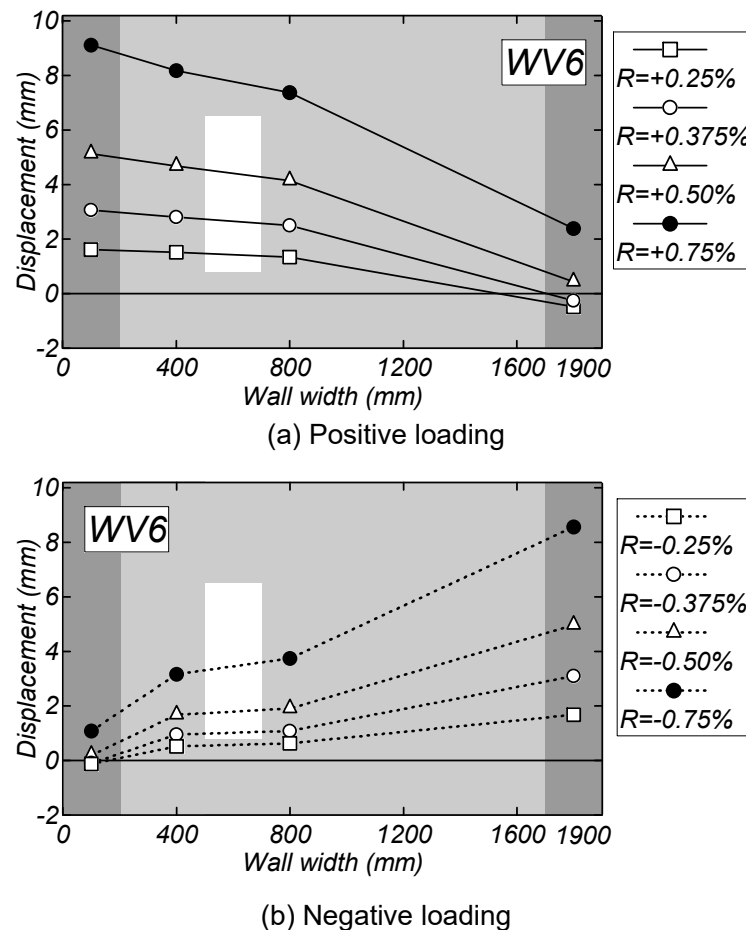 10
8
6
4
2
0
-2
Displacement (mm)
WV6
0 400 800 1200 1600 1900
Wall width (mm)
R=+0.25%
R=+0.375%
R=+0.50%
R=+0.75%
(a) Positive loading
10
8
6
4
2
0
-2
Displacement (mm)
WV6
0 400 800 1200 1600 1900
Wall width (mm)
R=-0.25%
R=-0.375%
R=-0.50%
R=-0.75%
(b) Negative loading